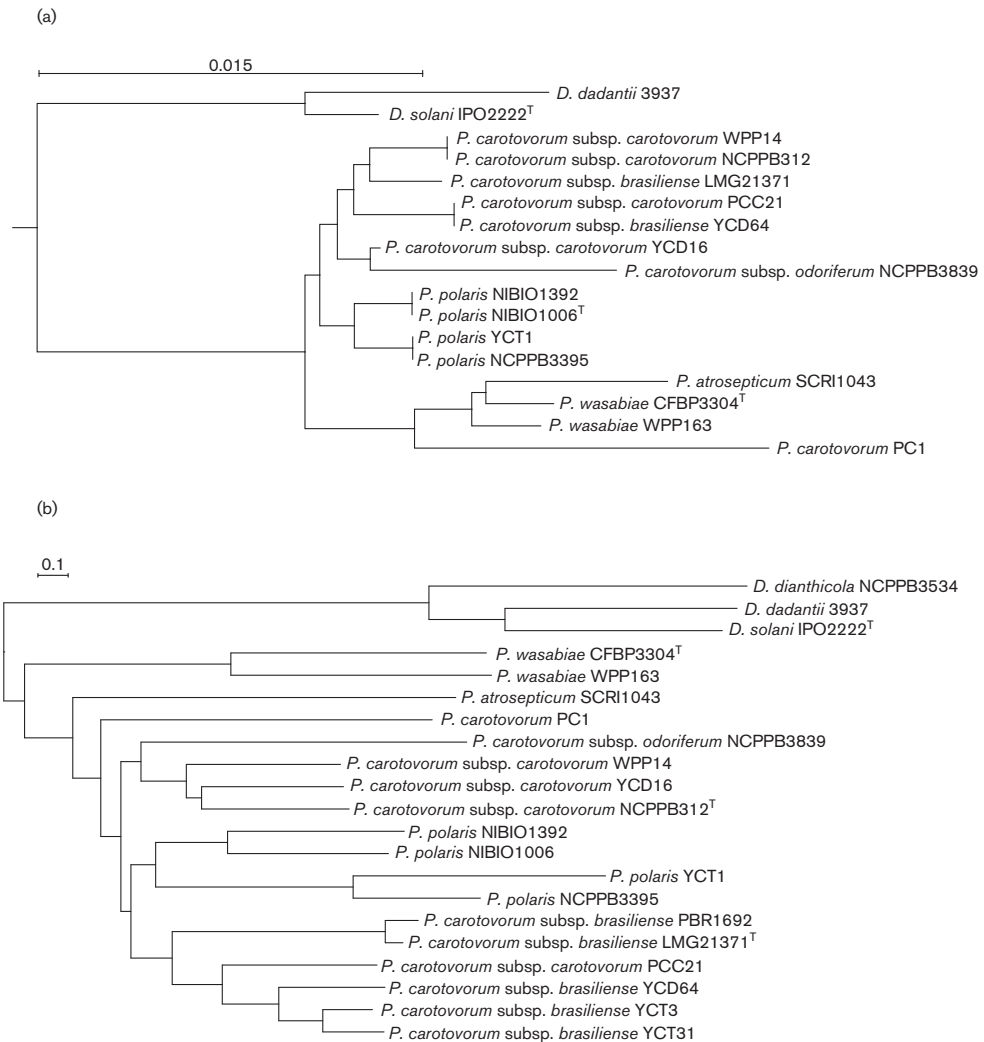 (a)
0.015
D. dadantii 3937
D. solani IPO2222ᵀ
P. carotovorum subsp. carotovorum WPP14
P. carotovorum subsp. carotovorum NCPPB312
P. carotovorum subsp. brasiliense LMG21371
P. carotovorum subsp. carotovorum PCC21
P. carotovorum subsp. brasiliense YCD64
P. carotovorum subsp. carotovorum YCD16
P. carotovorum subsp. odoriferum NCPPB3839
P. polaris NIBIO1392
P. polaris NIBIO1006ᵀ
P. polaris YCT1
P. polaris NCPPB3395
P. atrosepticum SCRI1043
P. wasabiae CFBP3304ᵀ
P. wasabiae WPP163
P. carotovorum PC1
(b)
0.1
D. dianthicola NCPPB3534
D. dadantii 3937
D. solani IPO2222ᵀ
P. wasabiae CFBP3304ᵀ
P. wasabiae WPP163
P. atrosepticum SCRI1043
P. carotovorum PC1
P. carotovorum subsp. odoriferum NCPPB3839
P. carotovorum subsp. carotovorum WPP14
P. carotovorum subsp. carotovorum YCD16
P. carotovorum subsp. carotovorum NCPPB312ᵀ
P. polaris NIBIO1392
P. polaris NIBIO1006
P. polaris YCT1
P. polaris NCPPB3395
P. carotovorum subsp. brasiliense PBR1692
P. carotovorum subsp. brasiliense LMG21371ᵀ
P. carotovorum subsp. carotovorum PCC21
P. carotovorum subsp. brasiliense YCD64
P. carotovorum subsp. brasiliense YCT3
P. carotovorum subsp. brasiliense YCT31